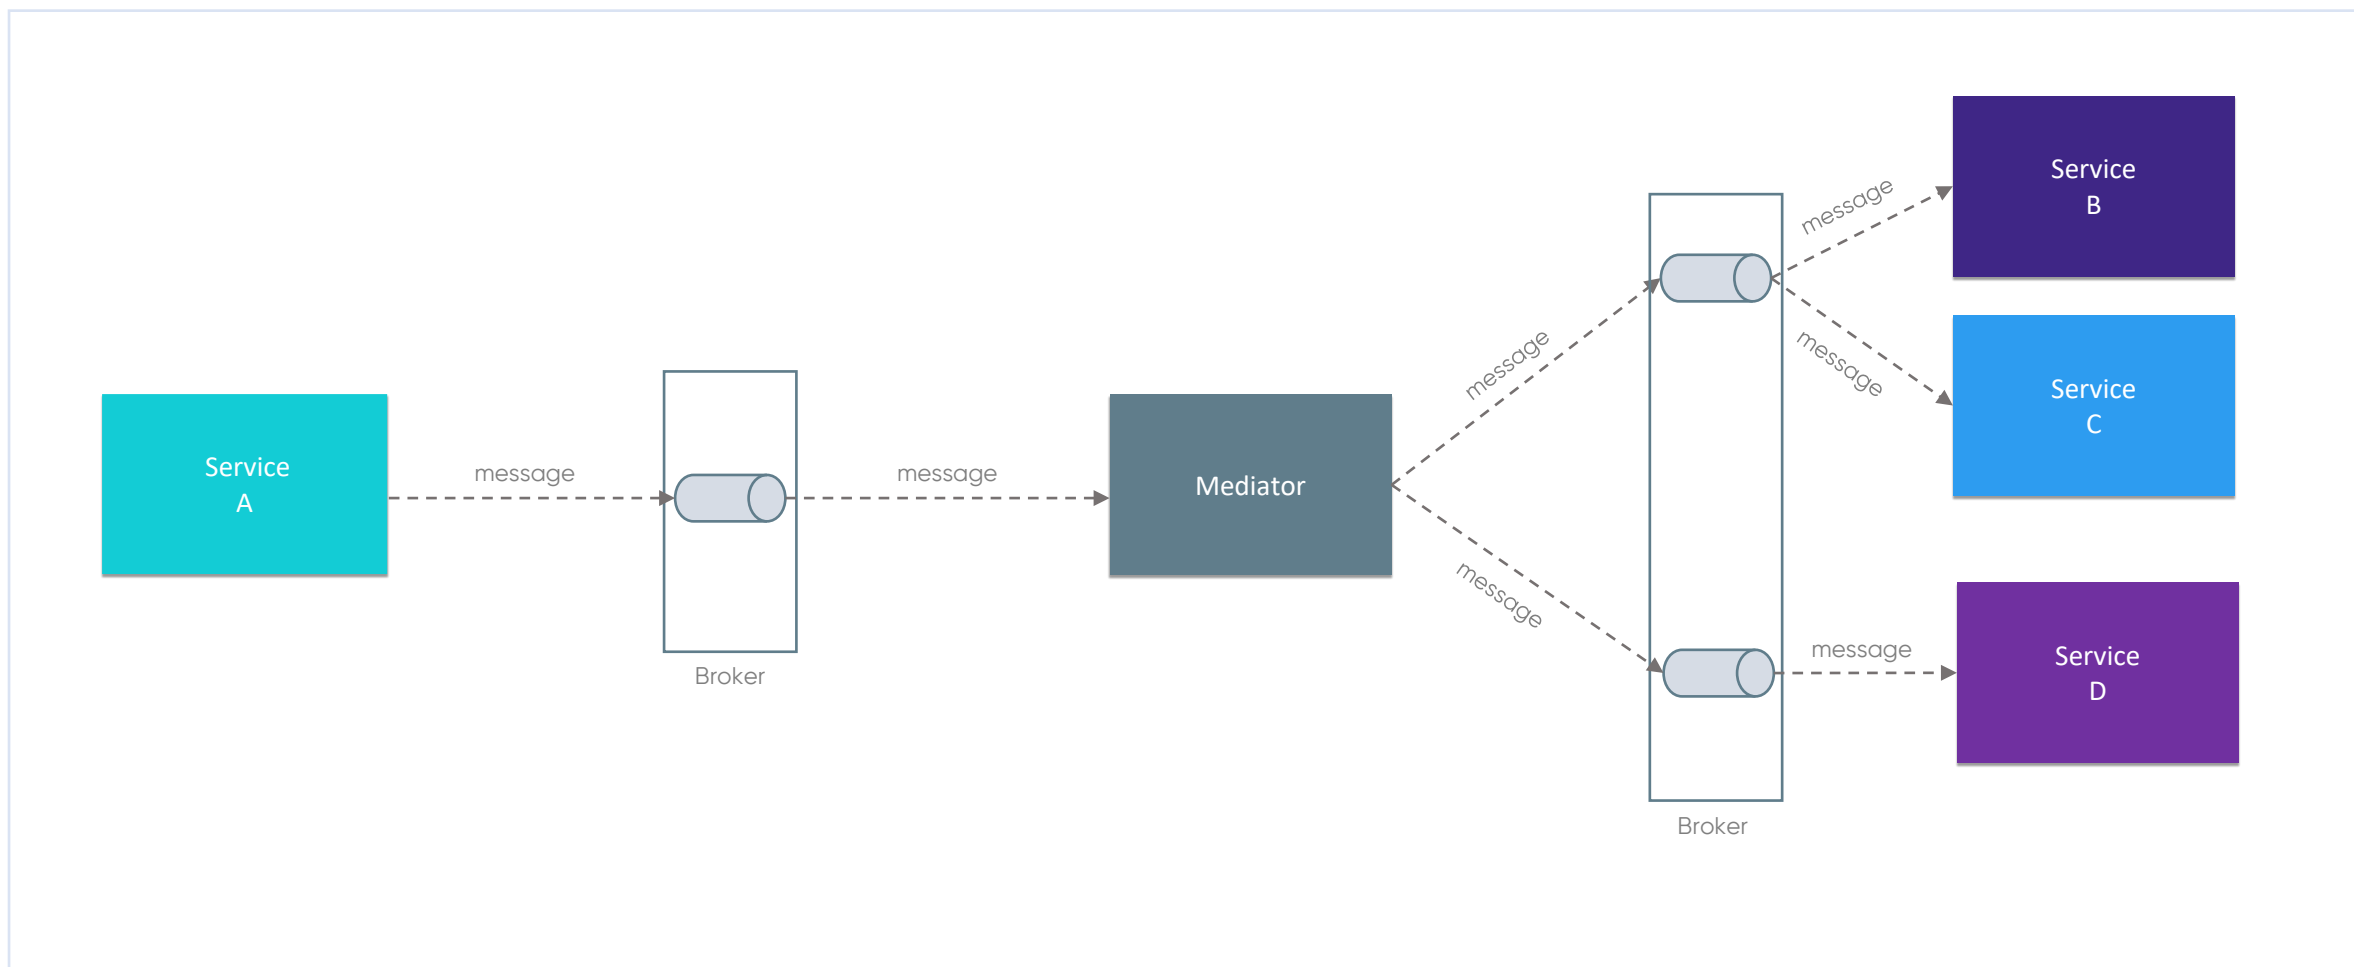 Service
A
message
Broker
message
Mediator
message
message
Broker
message
message
message
Service
B
Service
C
Service
D